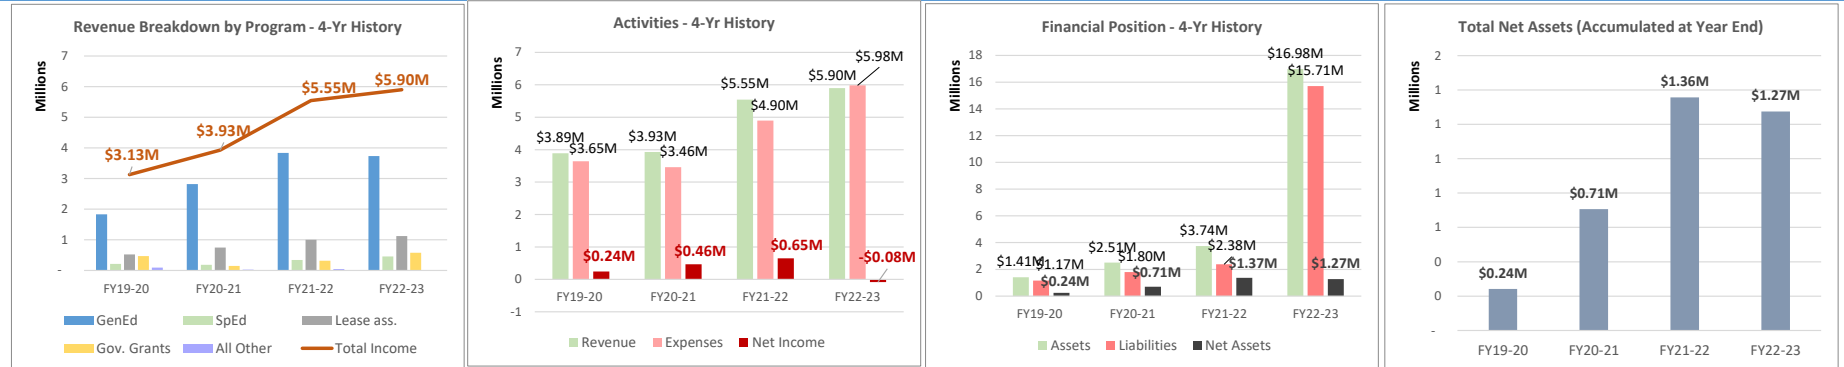 Revenue Breakdown by Program - 4-Yr History
Millions
7
6
5
4
3
2
1
-
$3.13M
$3.93M
$5.55M
$5.90M
FY19-20 FY20-21 FY21-22 FY22-23
GenEd SpEd Lease ass.
Gov. Grants All Other Total Income
Activities - 4-Yr History
Millions
7
6
5
4
3
2
1
0
-1
$3.89M
$3.65M
$0.24M
$3.93M
$3.46M
$0.46M
$5.55M
$4.90M
$0.65M
$5.90M
$5.98M
-$0.08M
FY19-20 FY20-21 FY21-22 FY22-23
Revenue Expenses Net Income
Financial Position - 4-Yr History
Millions
18
16
14
12
10
8
6
4
2
0
$1.41M
$1.17M
$0.24M
$2.51M
$1.80M
$0.71M
$3.74M
$2.38M
$1.37M
$16.98M
$15.71M
$1.27M
FY19-20 FY20-21 FY21-22 FY22-23
Assets Liabilities Net Assets
Total Net Assets (Accumulated at Year End)
Millions
2
1
1
1
1
1
0
0
-
$0.24M
$0.71M
$1.36M
$1.27M
FY19-20 FY20-21 FY21-22 FY22-23